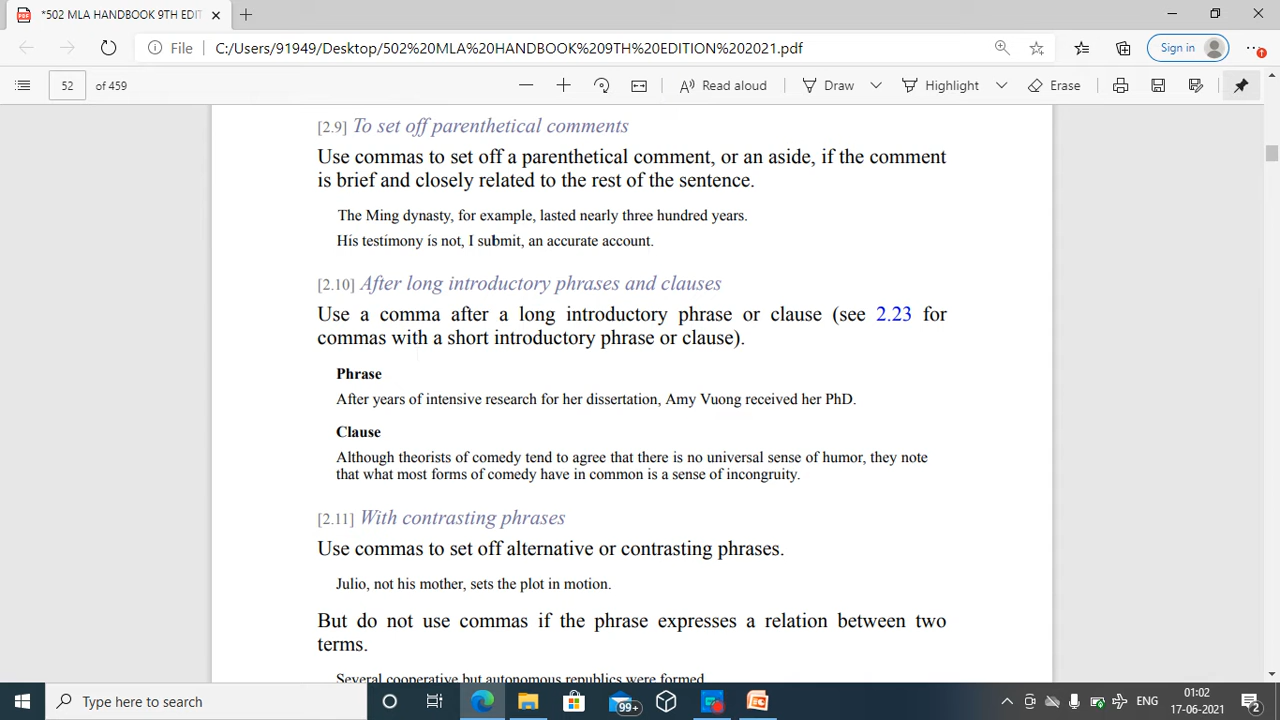 *502 MLA HANDBOOK 9TH EDIT
File C:/Users/91949/Desktop/502%20MLA%20HANDBOOK%209TH%20EDITION%202021.pdf Sign in
52 of 459 Read aloud Draw Highlight Erase
[2.9] To set off parenthetical comments
Use commas to set off a parenthetical comment, or an aside, if the comment
is brief and closely related to the rest of the sentence.
The Ming dynasty, for example, lasted nearly three hundred years.
His testimony is not, I submit, an accurate account.
[2.10] After long introductory phrases and clauses
Use a comma after a long introductory phrase or clause (see 2.23 for
commas with a short introductory phrase or clause).
Phrase
After years of intensive research for her dissertation, Amy Vuong received her PhD.
Clause
Although theorists of comedy tend to agree that there is no universal sense of humor, they note
that what most forms of comedy have in common is a sense of incongruity.
[2.11] With contrasting phrases
Use commas to set off alternative or contrasting phrases.
Julio, not his mother, sets the plot in motion.
But do not use commas if the phrase expresses a relation between two
terms.
Several cooperative but autonomous republics were formed.
Type here to search 99+ ENG 01:02
17-06-2021 2